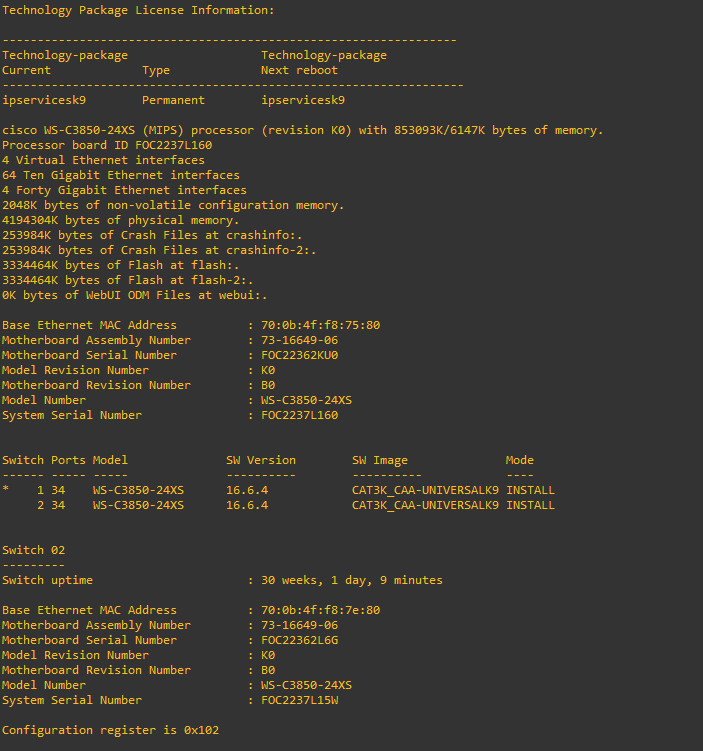 Technology Package License Information:
-----------------------------------------------------------------
Technology-package                   Technology-package
Current             Type             Next reboot
------------------------------------------------------------------
ipservicesk9        Permanent        ipservicesk9
cisco WS-C3850-24XS (MIPS) processor (revision K0) with 853093K/6147K bytes of memory.
Processor board ID FOC2237L160
4 Virtual Ethernet interfaces
64 Ten Gigabit Ethernet interfaces
4 Forty Gigabit Ethernet interfaces
2048K bytes of non-volatile configuration memory.
4194304K bytes of physical memory.
253984K bytes of Crash Files at crashinfo:.
253984K bytes of Crash Files at crashinfo-2:.
3334464K bytes of Flash at flash:.
3334464K bytes of Flash at flash-2:.
0K bytes of WebUI ODM Files at webui:.
Base Ethernet MAC Address          : 70:0b:4f:f8:75:80
Motherboard Assembly Number        : 73-16649-06
Motherboard Serial Number          : FOC22362KU0
Model Revision Number              : K0
Motherboard Revision Number        : B0
Model Number                       : WS-C3850-24XS
System Serial Number               : FOC2237L160
Switch Ports Model              SW Version        SW Image              Mode
------ ----- -----              ----------        ----------            ----
*    1 34    WS-C3850-24XS      16.6.4            CAT3K_CAA-UNIVERSALK9 INSTALL
     2 34    WS-C3850-24XS      16.6.4            CAT3K_CAA-UNIVERSALK9 INSTALL
Switch 02
---------
Switch uptime                      : 30 weeks, 1 day, 9 minutes
Base Ethernet MAC Address          : 70:0b:4f:f8:7e:80
Motherboard Assembly Number        : 73-16649-06
Motherboard Serial Number          : FOC22362L6G
Model Revision Number              : K0
Motherboard Revision Number        : B0
Model Number                       : WS-C3850-24XS
System Serial Number               : FOC2237L15W
Configuration register is 0x102